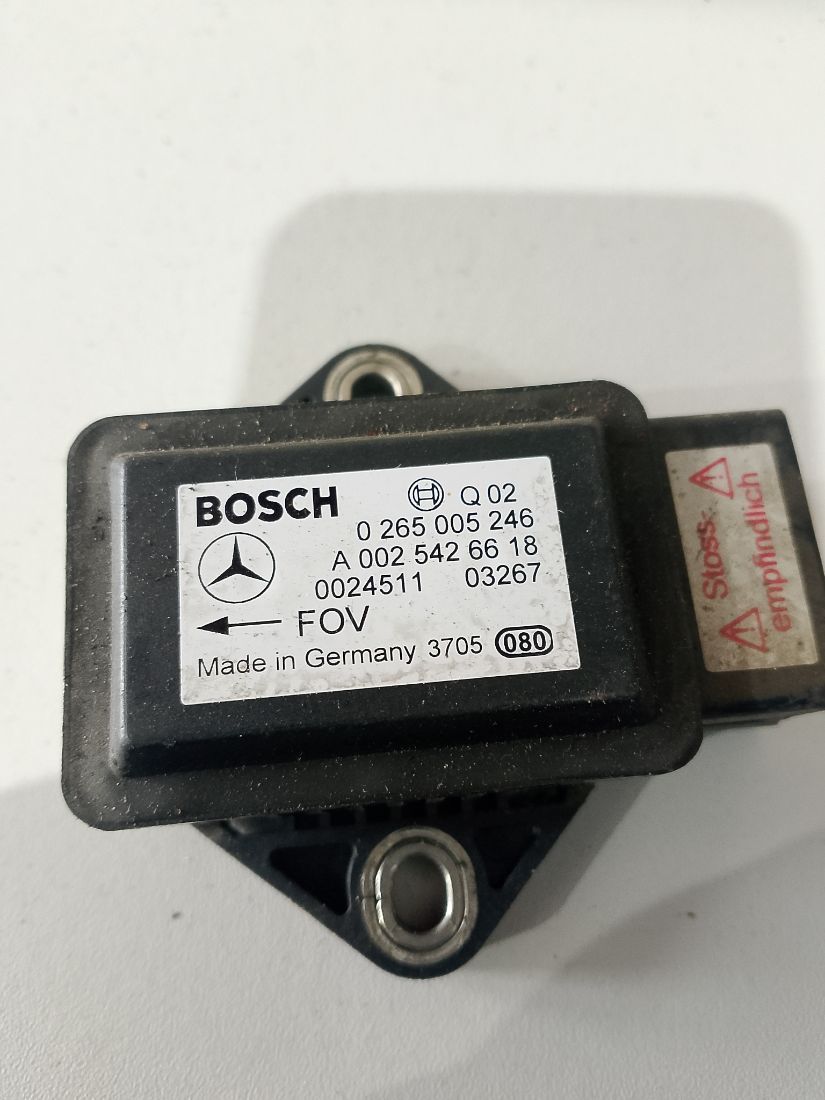 BOSCH Q 02
0 265 005 246
A 002 542 66 18
0024511 03267
FOV
Made in Germany 3705 080
Stoss-
empfindlich